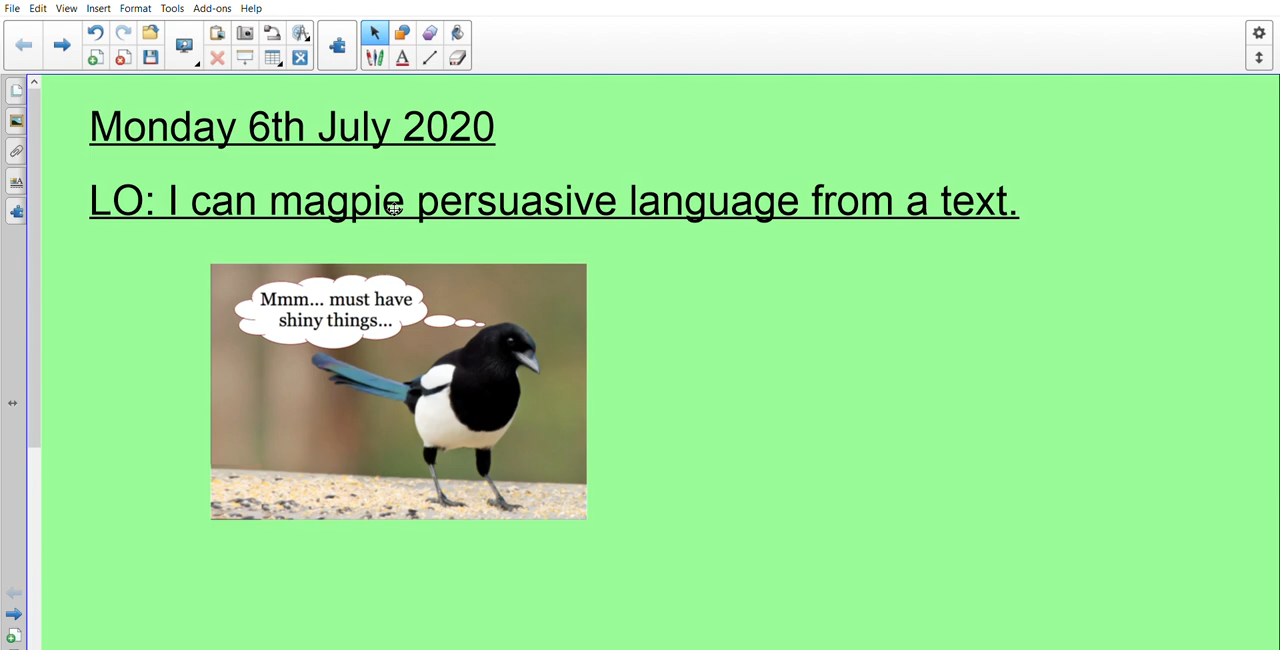 File Edit View Insert Format Tools Add-ons Help
Monday 6th July 2020
LO: I can magpie persuasive language from a text.
Mmm... must have
shiny things...